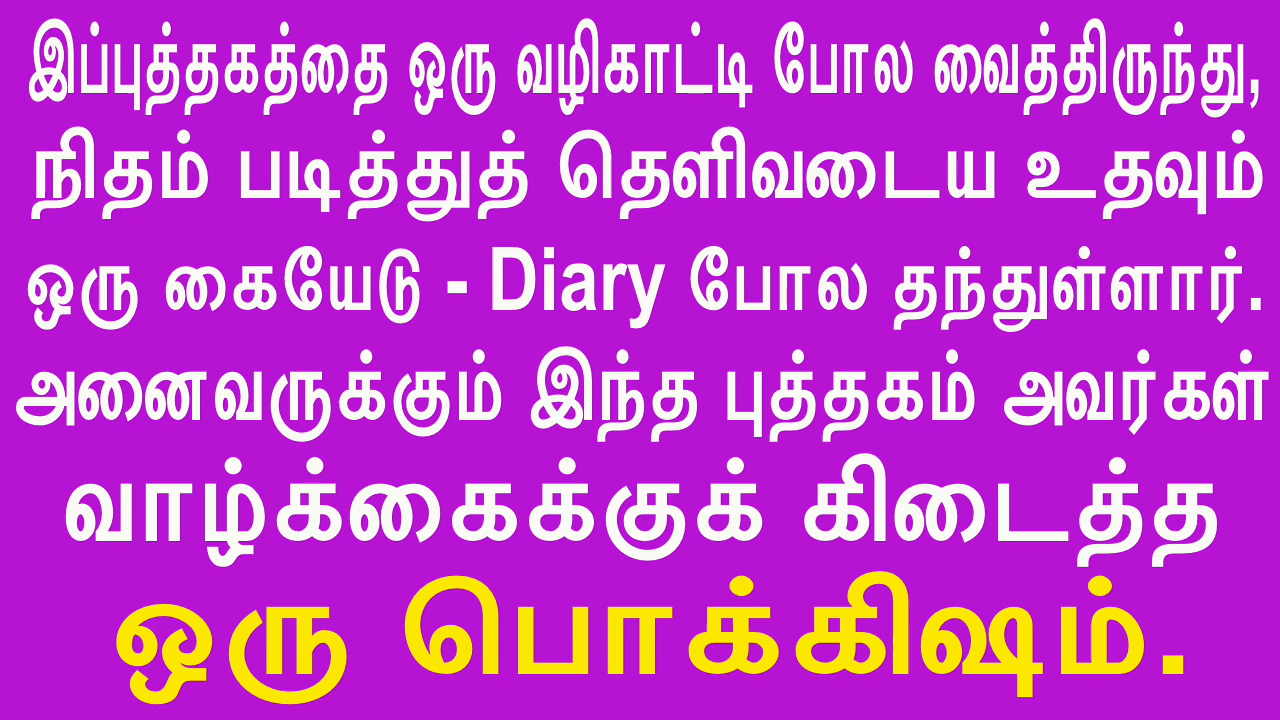 இப்புத்தகத்தை ஒரு வழிகாட்டி போல வைத்திருந்து,
நிதம் படித்துத் தெளிவடைய உதவும்
ஒரு கையேடு - Diary போல தந்துள்ளார்.
அனைவருக்கும் இந்த புத்தகம் அவர்கள்
வாழ்க்கைக்குக் கிடைத்த
ஒரு பொக்கிஷம்.